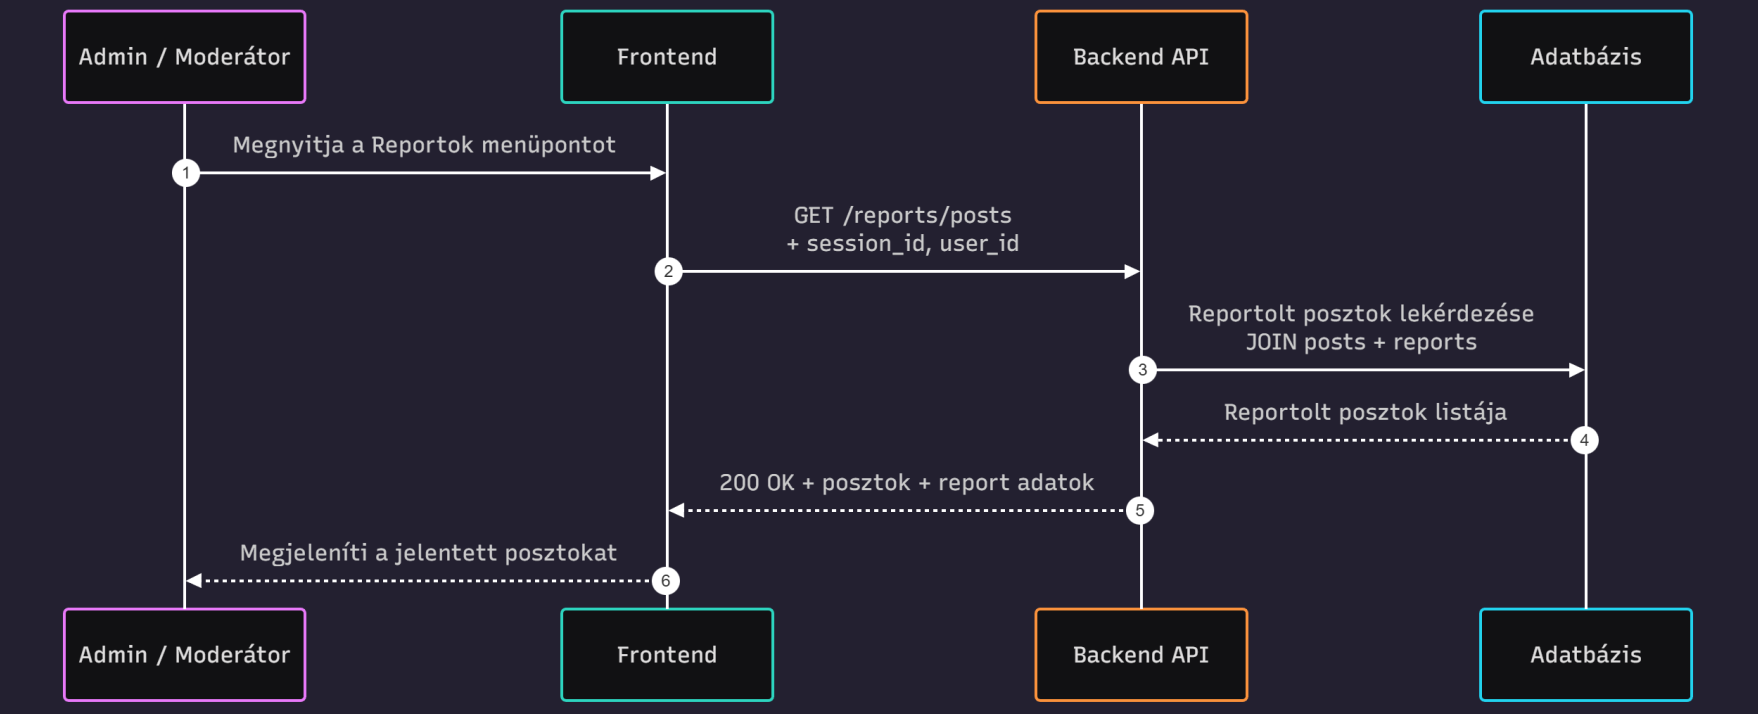 Admin / Moderátor
Frontend
Backend API
Adatbázis
Megnyitja a Reportok menüpontot
1
GET /reports/posts
+ session_id, user_id
2
Reportolt posztok lekérdezése
JOIN posts + reports
3
Reportolt posztok listája
4
200 OK + posztok + report adatok
5
Megjeleníti a jelentett posztokat
6
Admin / Moderátor
Frontend
Backend API
Adatbázis